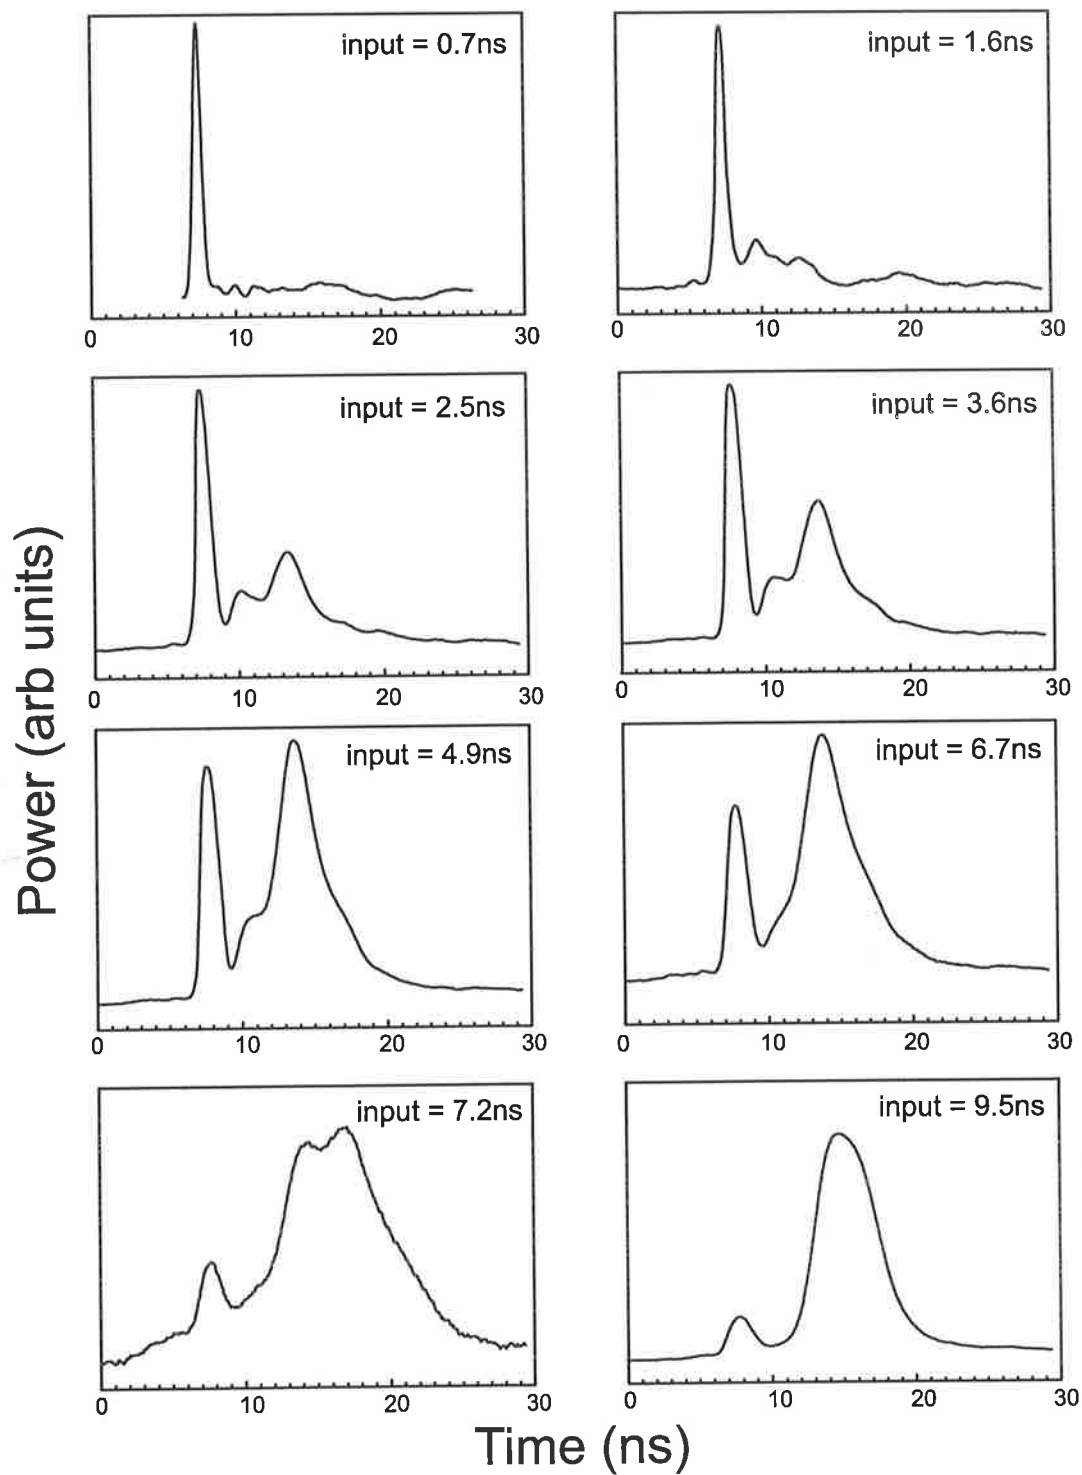 input = 0.7ns
input = 1.6ns
0 10 20 30
0 10 20 30
input = 2.5ns
input = 3.6ns
0 10 20 30
0 10 20 30
input = 4.9ns
input = 6.7ns
0 10 20 30
0 10 20 30
input = 7.2ns
input = 9.5ns
0 10 20 30
0 10 20 30
Power (arb units)
Time (ns)